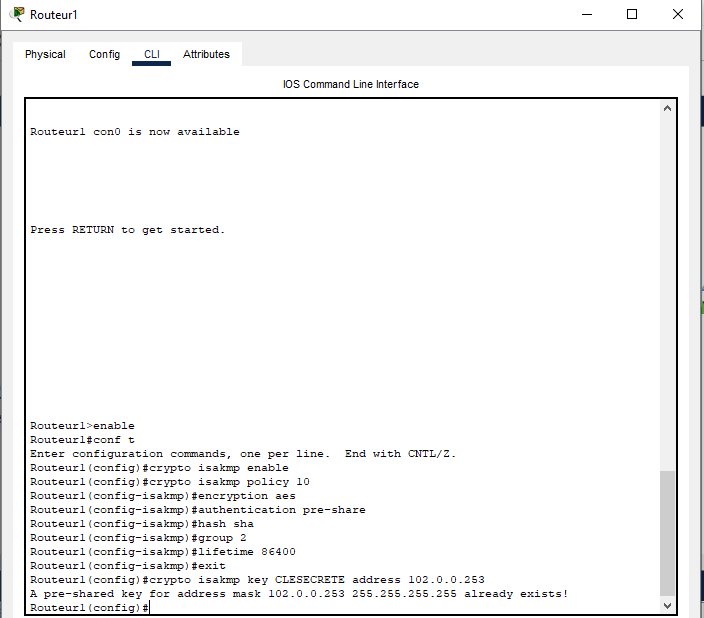 Routeur1
Physical Config CLI Attributes
IOS Command Line Interface
Routeur1 con0 is now available
Press RETURN to get started.
Routeur1>enable
Routeur1#conf t
Enter configuration commands, one per line.  End with CNTL/Z.
Routeur1(config)#crypto isakmp enable
Routeur1(config)#crypto isakmp policy 10
Routeur1(config-isakmp)#encryption aes
Routeur1(config-isakmp)#authentication pre-share
Routeur1(config-isakmp)#hash sha
Routeur1(config-isakmp)#group 2
Routeur1(config-isakmp)#lifetime 86400
Routeur1(config-isakmp)#exit
Routeur1(config)#crypto isakmp key CLESECRETE address 102.0.0.253
A pre-shared key for address mask 102.0.0.253 255.255.255.255 already exists!
Routeur1(config)#